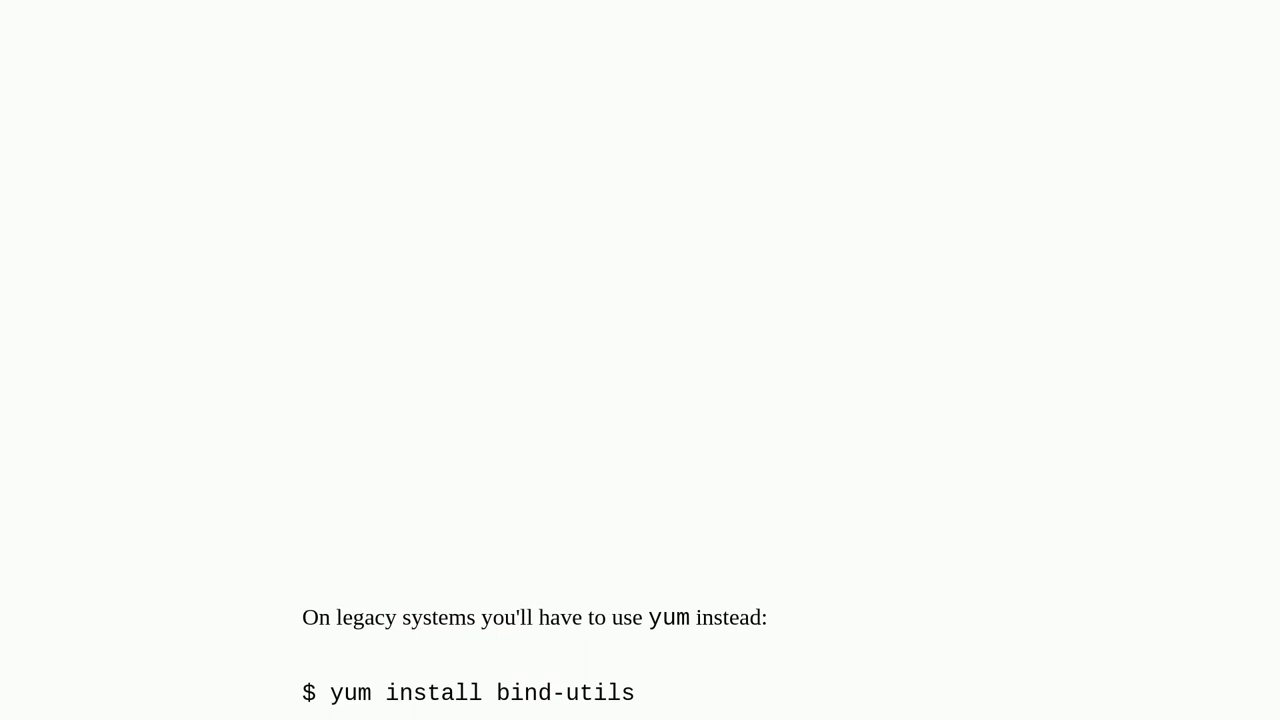 On legacy systems you'll have to use yum instead:
$ yum install bind-utils